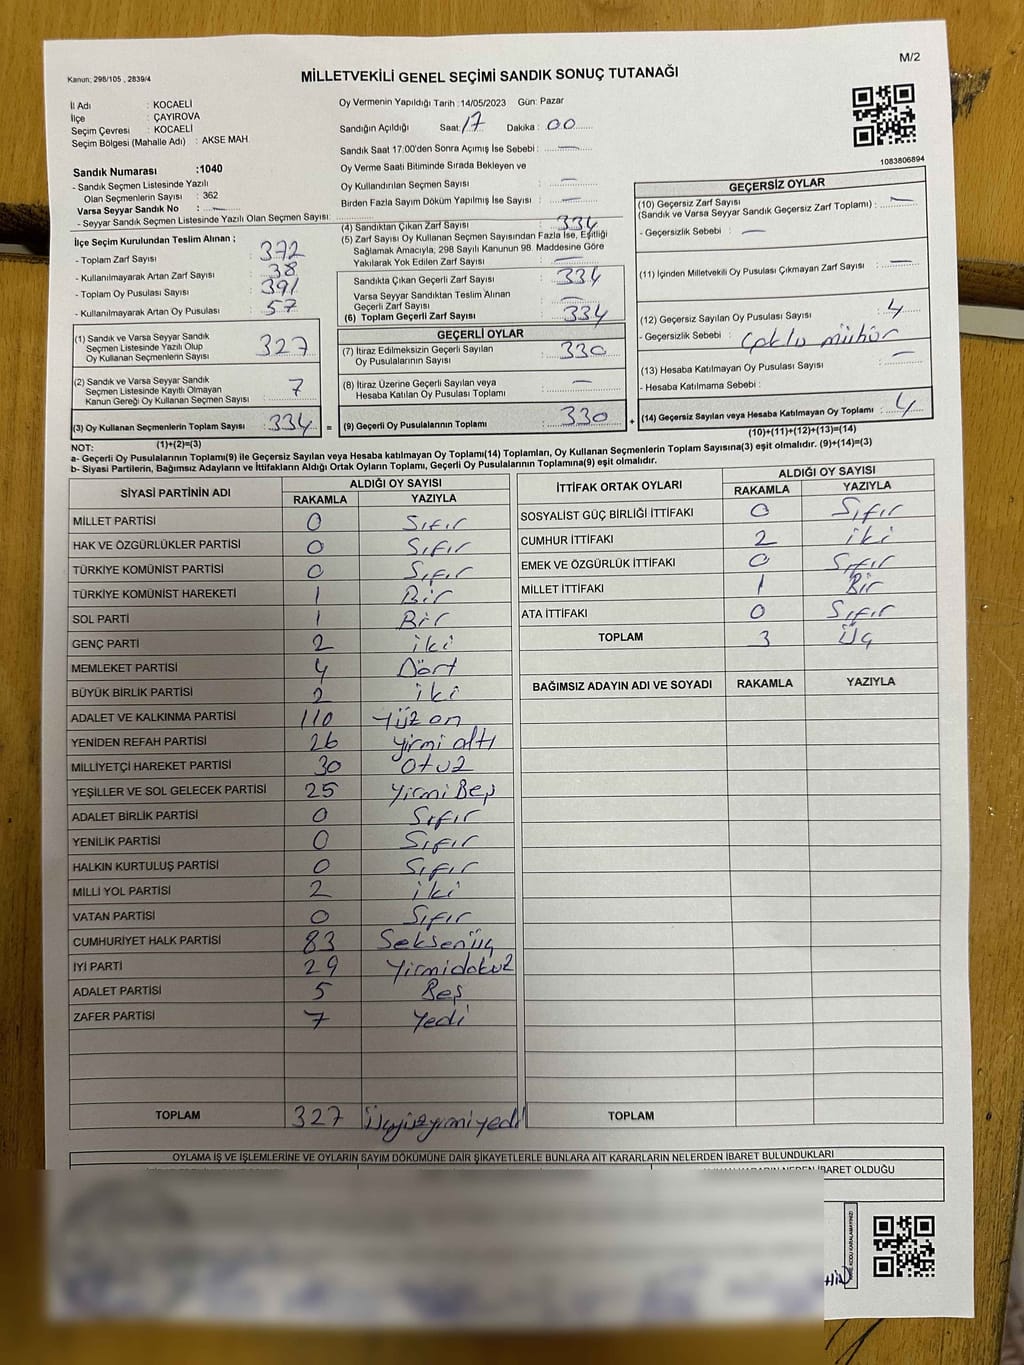 M/2
Kanun; 298/105 , 2839/4
MİLLETVEKİLİ GENEL SEÇİMİ SANDIK SONUÇ TUTANAĞI
İl Adı : KOCAELİ
İlçe : ÇAYIROVA
Seçim Çevresi : KOCAELİ
Seçim Bölgesi (Mahalle Adı) : AKSE MAH
Sandık Numarası :1040
- Sandık Seçmen Listesinde Yazılı
Olan Seçmenlerin Sayısı : 362
Varsa Seyyar Sandık No : —
- Seyyar Sandık Seçmen Listesinde Yazılı Olan Seçmen Sayısı:
İlçe Seçim Kurulundan Teslim Alınan ;
- Toplam Zarf Sayısı : 372
- Kullanılmayarak Artan Zarf Sayısı : 38
- Toplam Oy Pusulası Sayısı : 391
- Kullanılmayarak Artan Oy Pusulası : 57
(1) Sandık ve Varsa Seyyar Sandık
Seçmen Listesinde Yazılı Olup
Oy Kullanan Seçmenlerin Sayısı : 327
(2) Sandık ve Varsa Seyyar Sandık
Seçmen Listesinde Kayıtlı Olmayan
Kanun Gereği Oy Kullanan Seçmen Sayısı : 7
(3) Oy Kullanan Seçmenlerin Toplam Sayısı : 334 =
(1)+(2)=(3)
Oy Vermenin Yapıldığı Tarih :14/05/2023 Gün: Pazar
Sandığın Açıldığı Saat: 17 Dakika : 00
Sandık Saat 17:00'den Sonra Açımış İse Sebebi : —
Oy Verme Saati Bitiminde Sırada Bekleyen ve
Oy Kullandırılan Seçmen Sayısı : —
Birden Fazla Sayım Döküm Yapılmış İse Sayısı : —
(4) Sandıktan Çıkan Zarf Sayısı : 334
(5) Zarf Sayısı Oy Kullanan Seçmen Sayısından Fazla İse, Eşitliği
Sağlamak Amacıyla; 298 Sayılı Kanunun 98. Maddesine Göre
Yakılarak Yok Edilen Zarf Sayısı : —
Sandıkta Çıkan Geçerli Zarf Sayısı : 334
Varsa Seyyar Sandıktan Teslim Alınan
Geçerli Zarf Sayısı : —
(6) Toplam Geçerli Zarf Sayısı : 334
GEÇERLİ OYLAR
(7) İtiraz Edilmeksizin Geçerli Sayılan
Oy Pusulalarının Sayısı : 330
(8) İtiraz Üzerine Geçerli Sayılan veya
Hesaba Katılan Oy Pusulası Toplamı : —
(9) Geçerli Oy Pusulalarının Toplamı : 330 +
1083806894
GEÇERSİZ OYLAR
(10) Geçersiz Zarf Sayısı
(Sandık ve Varsa Seyyar Sandık Geçersiz Zarf Toplamı) : —
- Geçersizlik Sebebi : —
(11) İçinden Milletvekili Oy Pusulası Çıkmayan Zarf Sayısı : —
(12) Geçersiz Sayılan Oy Pusulası Sayısı : 4
- Geçersizlik Sebebi : çoklu mühür
(13) Hesaba Katılmayan Oy Pusulası Sayısı : —
- Hesaba Katılmama Sebebi :
(14) Geçersiz Sayılan veya Hesaba Katılmayan Oy Toplamı : 4
(10)+(11)+(12)+(13)=(14)
NOT:
a- Geçerli Oy Pusulalarının Toplamı(9) ile Geçersiz Sayılan veya Hesaba katılmayan Oy Toplamı(14) Toplamları, Oy Kullanan Seçmenlerin Toplam Sayısına(3) eşit olmalıdır. (9)+(14)=(3)
b- Siyasi Partilerin, Bağımsız Adayların ve İttifakların Aldığı Ortak Oyların Toplamı, Geçerli Oy Pusulalarının Toplamına(9) eşit olmalıdır.
SİYASİ PARTİNİN ADI ALDIĞI OY SAYISI
RAKAMLA YAZIYLA
MİLLET PARTİSİ 0 Sıfır
HAK VE ÖZGÜRLÜKLER PARTİSİ 0 Sıfır
TÜRKİYE KOMÜNİST PARTİSİ 0 Sıfır
TÜRKİYE KOMÜNİST HAREKETİ 1 Bir
SOL PARTİ 1 Bir
GENÇ PARTİ 2 iki
MEMLEKET PARTİSİ 4 Dört
BÜYÜK BİRLİK PARTİSİ 2 iki
ADALET VE KALKINMA PARTİSİ 110 Yüz on
YENİDEN REFAH PARTİSİ 26 yirmi altı
MİLLİYETÇİ HAREKET PARTİSİ 30 otuz
YEŞİLLER VE SOL GELECEK PARTİSİ 25 yirmi Beş
ADALET BİRLİK PARTİSİ 0 Sıfır
YENİLİK PARTİSİ 0 Sıfır
HALKIN KURTULUŞ PARTİSİ 0 Sıfır
MİLLİ YOL PARTİSİ 2 iki
VATAN PARTİSİ 0 Sıfır
CUMHURİYET HALK PARTİSİ 83 Seksenüç
İYİ PARTİ 29 Yirmidokuz
ADALET PARTİSİ 5 Beş
ZAFER PARTİSİ 7 Yedi
TOPLAM 327 Üçyüzyirmiyedi
İTTİFAK ORTAK OYLARI ALDIĞI OY SAYISI
RAKAMLA YAZIYLA
SOSYALİST GÜÇ BİRLİĞİ İTTİFAKI 0 Sıfır
CUMHUR İTTİFAKI 2 iki
EMEK VE ÖZGÜRLÜK İTTİFAKI 0 Sıfır
MİLLET İTTİFAKI 1 Bir
ATA İTTİFAKI 0 Sıfır
TOPLAM 3 Üç
BAĞIMSIZ ADAYIN ADI VE SOYADI RAKAMLA YAZIYLA
TOPLAM
OYLAMA İŞ VE İŞLEMLERİNE VE OYLARIN SAYIM DÖKÜMÜNE DAİR ŞİKAYETLERLE BUNLARA AİT KARARLARIN NELERDEN İBARET BULUNDUKLARI
İBARET OLDUĞU